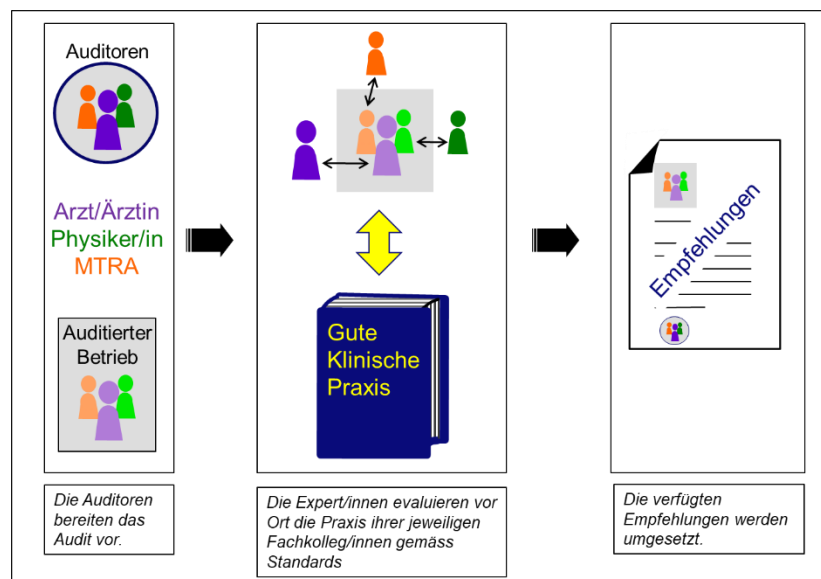 Auditoren
Arzt/Ärztin
Physiker/in
MTRA
Auditierter
Betrieb
Die Auditoren
bereiten das
Audit vor.
Gute
Klinische
Praxis
Die Expert/innen evaluieren vor
Ort die Praxis ihrer jeweiligen
Fachkolleg/innen gemäss
Standards
Empfehlungen
Die verfügten
Empfehlungen werden
umgesetzt.